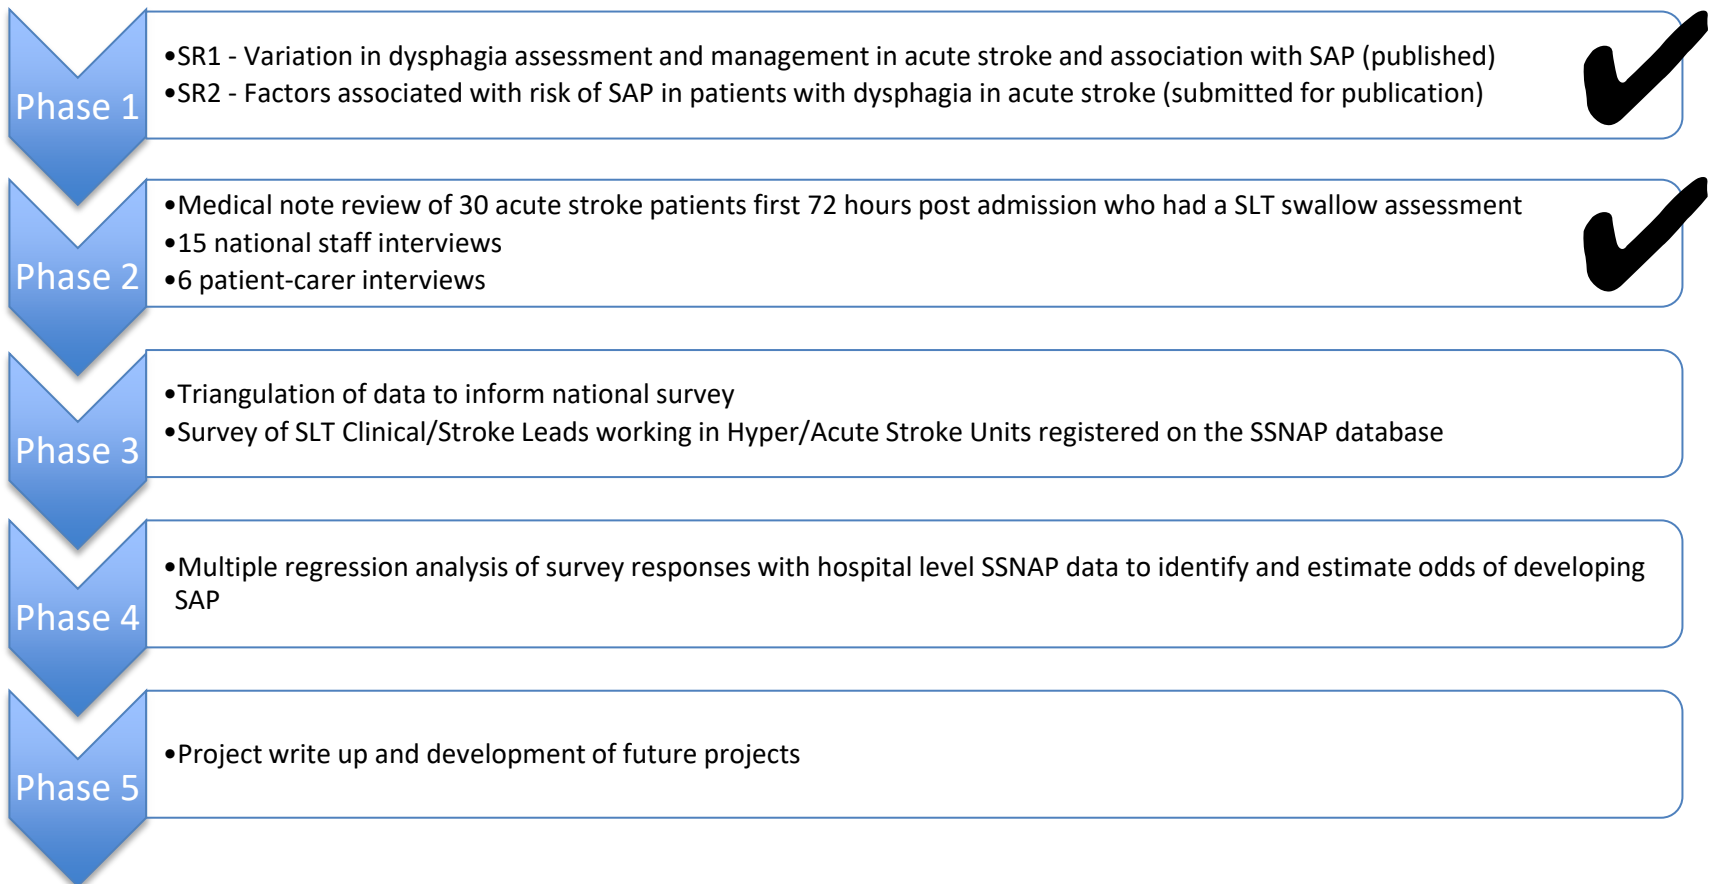 Phase 1
•SR1 - Variation in dysphagia assessment and management in acute stroke and association with SAP (published)
•SR2 - Factors associated with risk of SAP in patients with dysphagia in acute stroke (submitted for publication)
Phase 2
•Medical note review of 30 acute stroke patients first 72 hours post admission who had a SLT swallow assessment
•15 national staff interviews
•6 patient-carer interviews
Phase 3
•Triangulation of data to inform national survey
•Survey of SLT Clinical/Stroke Leads working in Hyper/Acute Stroke Units registered on the SSNAP database
Phase 4
•Multiple regression analysis of survey responses with hospital level SSNAP data to identify and estimate odds of developing
SAP
Phase 5
•Project write up and development of future projects